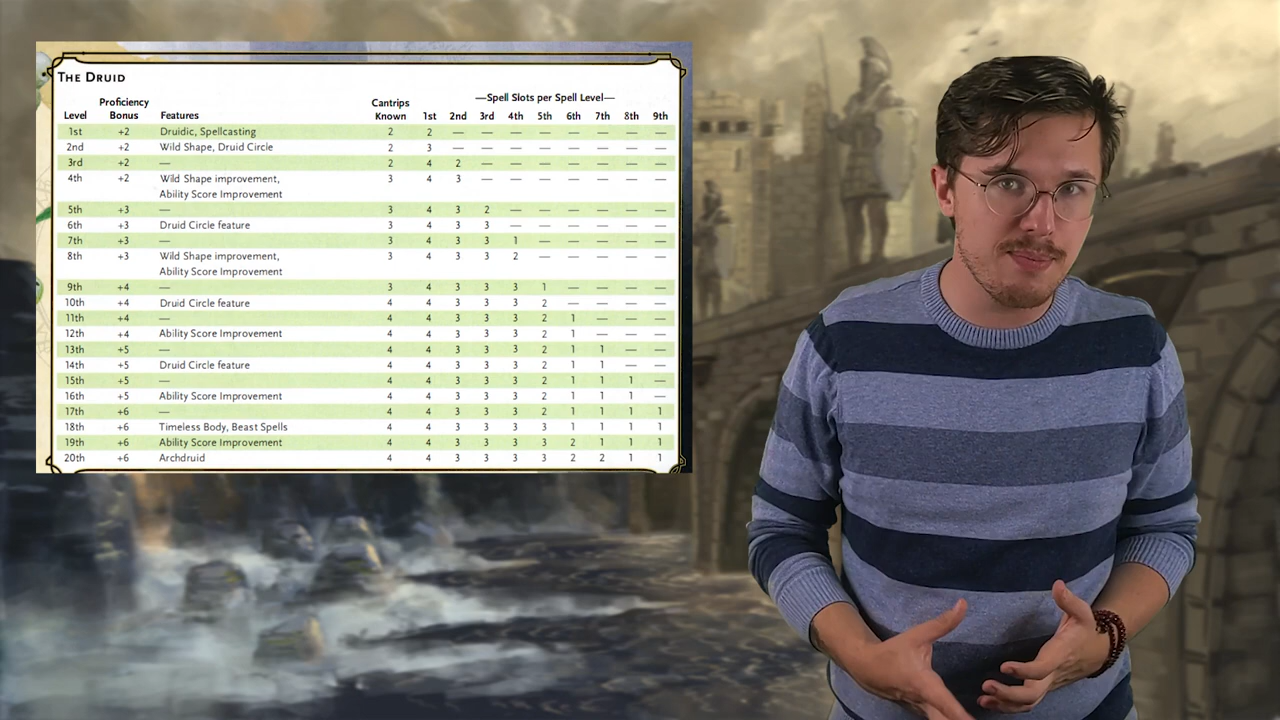 THE DRUID
—Spell Slots per Spell Level—
Proficiency Cantrips
Level Bonus Features Known 1st 2nd 3rd 4th 5th 6th 7th 8th 9th
1st +2 Druidic, Spellcasting 2 2 — — — — — — — —
2nd +2 Wild Shape, Druid Circle 2 3 — — — — — — — —
3rd +2 — 2 4 2 — — — — — — —
4th +2 Wild Shape improvement, 3 4 3 — — — — — — —
Ability Score Improvement
5th +3 — 3 4 3 2 — — — — — —
6th +3 Druid Circle feature 3 4 3 3 — — — — — —
7th +3 — 3 4 3 3 1 — — — — —
8th +3 Wild Shape improvement, 3 4 3 3 2 — — — — —
Ability Score Improvement
9th +4 — 3 4 3 3 3 1 — — — —
10th +4 Druid Circle feature 4 4 3 3 3 2 — — — —
11th +4 — 4 4 3 3 3 2 1 — — —
12th +4 Ability Score Improvement 4 4 3 3 3 2 1 — — —
13th +5 — 4 4 3 3 3 2 1 1 — —
14th +5 Druid Circle feature 4 4 3 3 3 2 1 1 — —
15th +5 — 4 4 3 3 3 2 1 1 1 —
16th +5 Ability Score Improvement 4 4 3 3 3 2 1 1 1 —
17th +6 — 4 4 3 3 3 2 1 1 1 1
18th +6 Timeless Body, Beast Spells 4 4 3 3 3 3 1 1 1 1
19th +6 Ability Score Improvement 4 4 3 3 3 3 2 1 1 1
20th +6 Archdruid 4 4 3 3 3 3 2 2 1 1